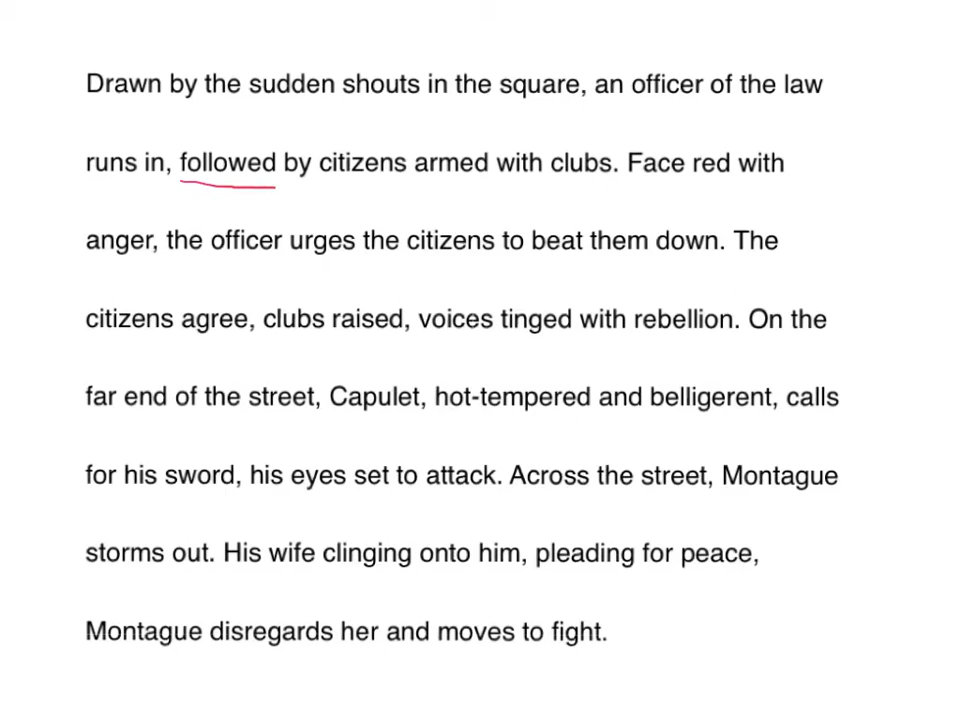 Drawn by the sudden shouts in the square, an officer of the law
runs in, followed by citizens armed with clubs. Face red with
anger, the officer urges the citizens to beat them down. The
citizens agree, clubs raised, voices tinged with rebellion. On the
far end of the street, Capulet, hot-tempered and belligerent, calls
for his sword, his eyes set to attack. Across the street, Montague
storms out. His wife clinging onto him, pleading for peace,
Montague disregards her and moves to fight.